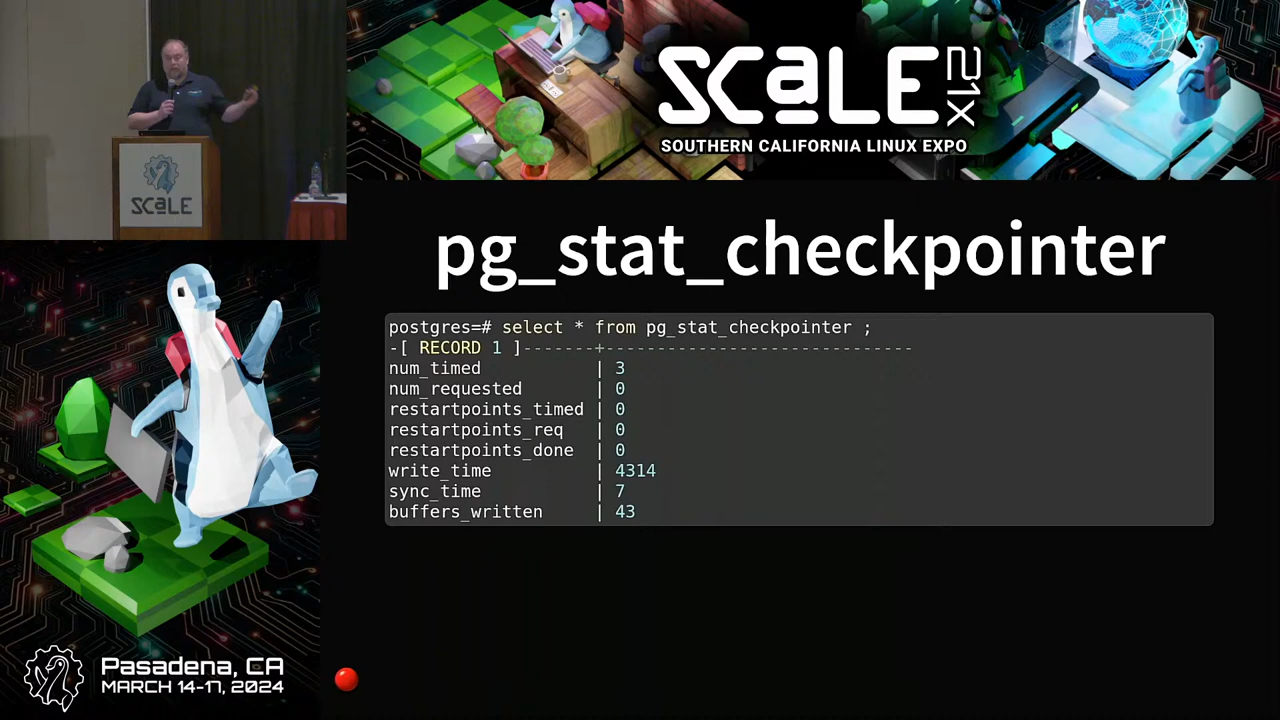 SCALE
21X
SOUTHERN CALIFORNIA LINUX EXPO
SCALE
pg_stat_checkpointer
postgres=# select * from pg_stat_checkpointer ;
-[ RECORD 1 ]-------+------------------------------
num_timed           | 3
num_requested       | 0
restartpoints_timed | 0
restartpoints_req   | 0
restartpoints_done  | 0
write_time          | 4314
sync_time           | 7
buffers_written     | 43
Pasadena, CA
MARCH 14-17, 2024